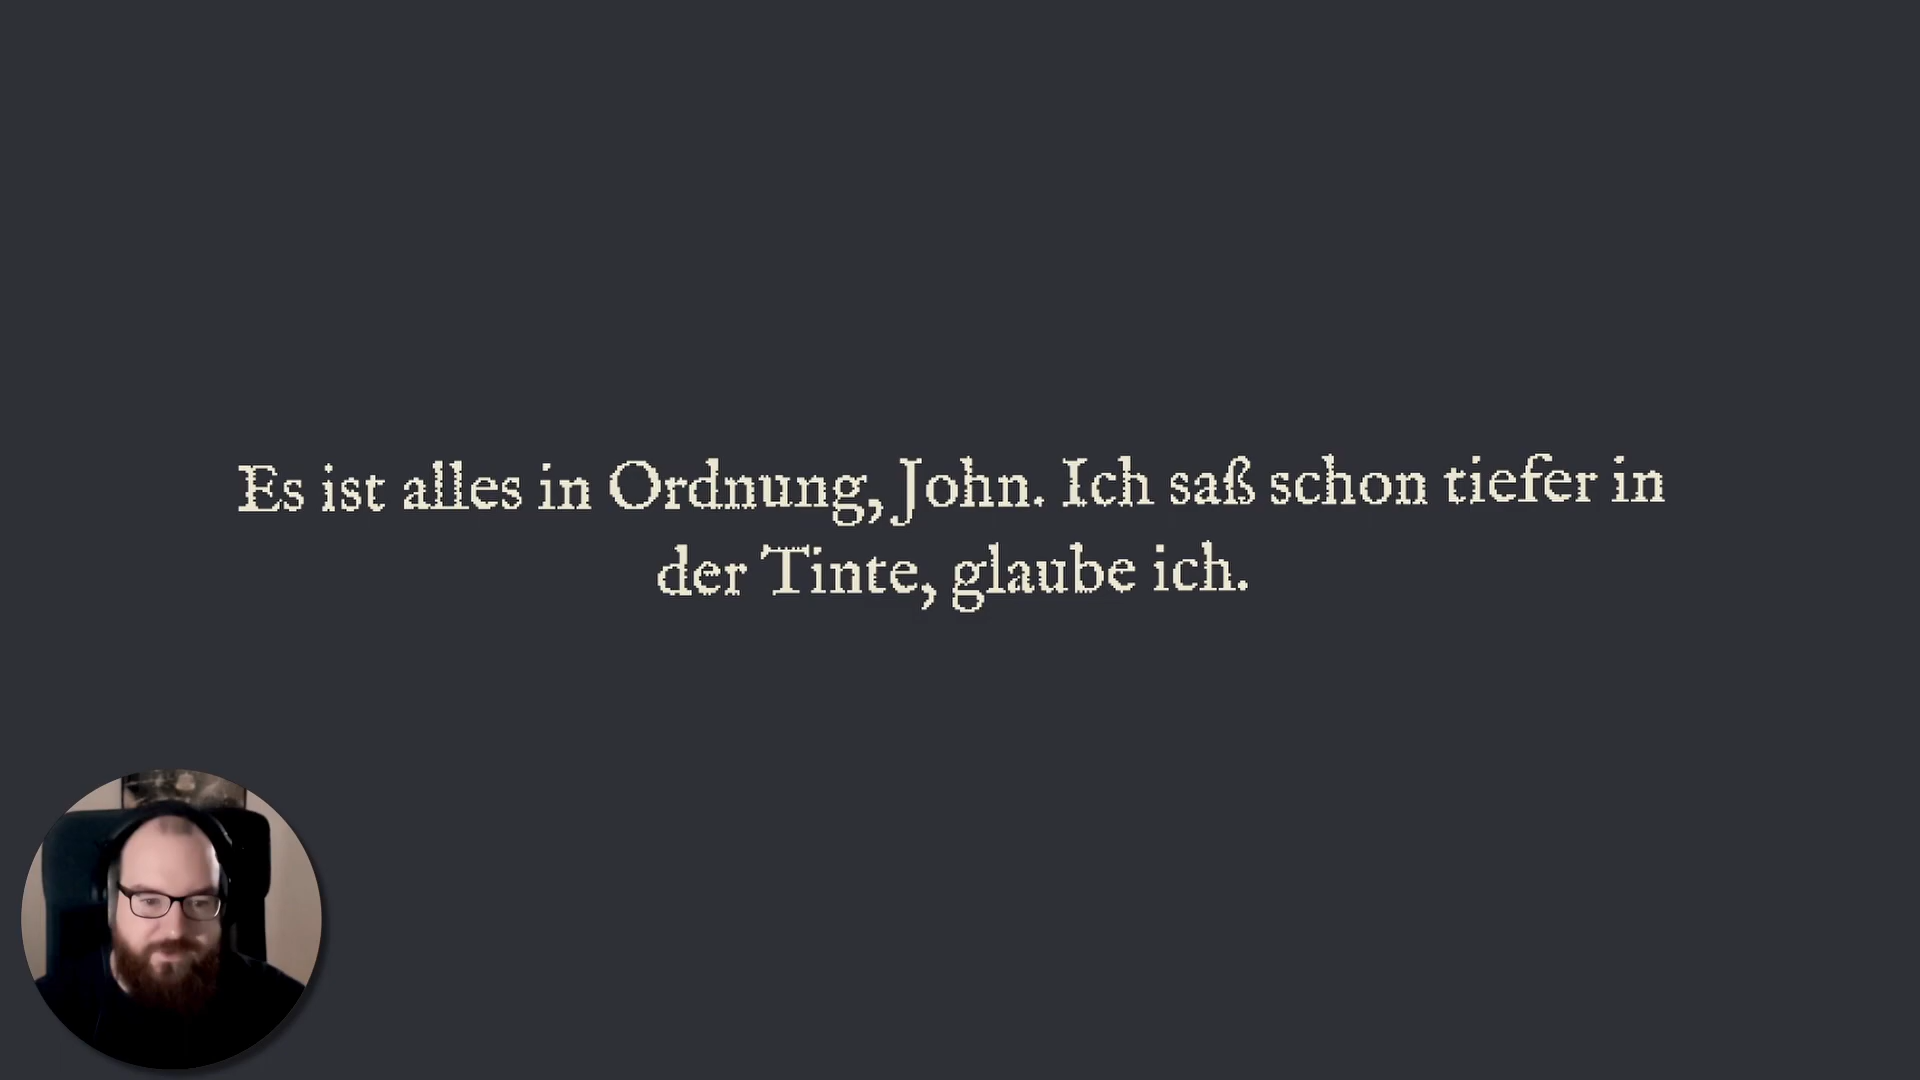 Es ist alles in Ordnung, John. Ich saß schon tiefer in
der Tinte, glaube ich.